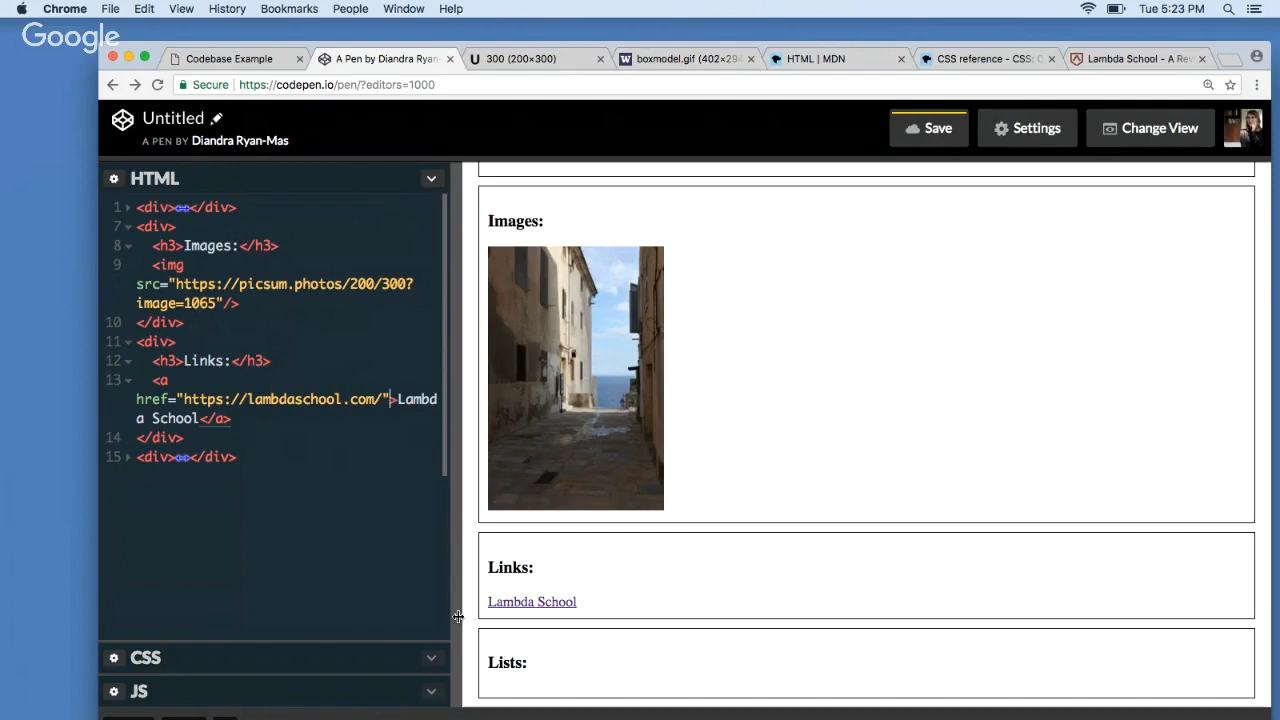 Chrome File Edit View History Bookmarks People Window Help Tue 5:23 PM
Google
Codebase Example A Pen by Diandra Ryan-Mas 300 (200×300) boxmodel.gif (402×294 HTML | MDN CSS reference - CSS: C Lambda School - A Rev
Secure https://codepen.io/pen/?editors=1000
Untitled
A PEN BY Diandra Ryan-Mas
Save Settings Change View
HTML
1 <div></div>
7 <div>
8 <h3>Images:</h3>
9 <img
src="https://picsum.photos/200/300?
image=1065"/>
10 </div>
11 <div>
12 <h3>Links:</h3>
13 <a
href="https://lambdaschool.com/">Lambd
a School</a>
14 </div>
15 <div></div>
CSS
JS
Images:
Links:
Lambda School
Lists: